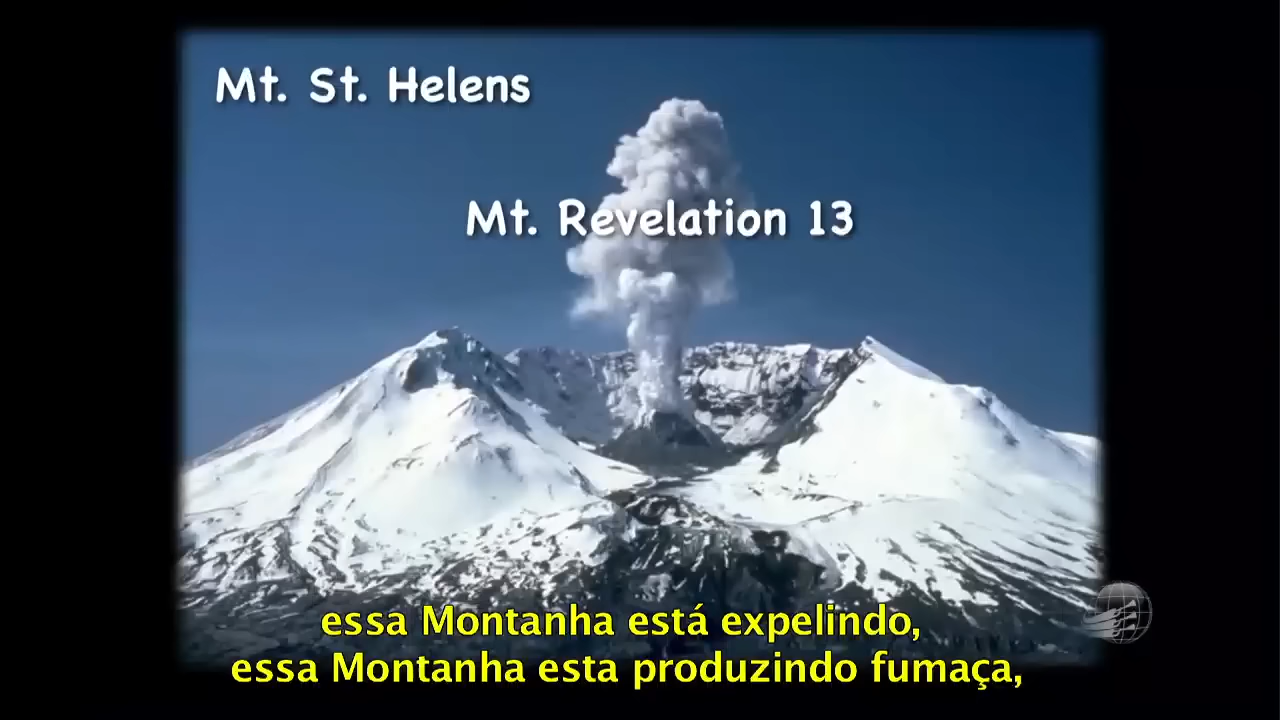 Mt. St. Helens
Mt. Revelation 13
essa Montanha está expelindo,
essa Montanha esta produzindo fumaça,